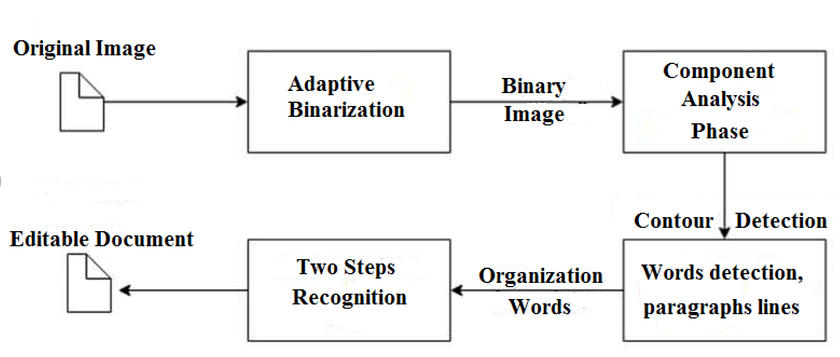 Original Image
Adaptive
Binarization
Binary
Image
Component
Analysis
Phase
Contour Detection
Words detection,
paragraphs lines
Organization
Words
Two Steps
Recognition
Editable Document